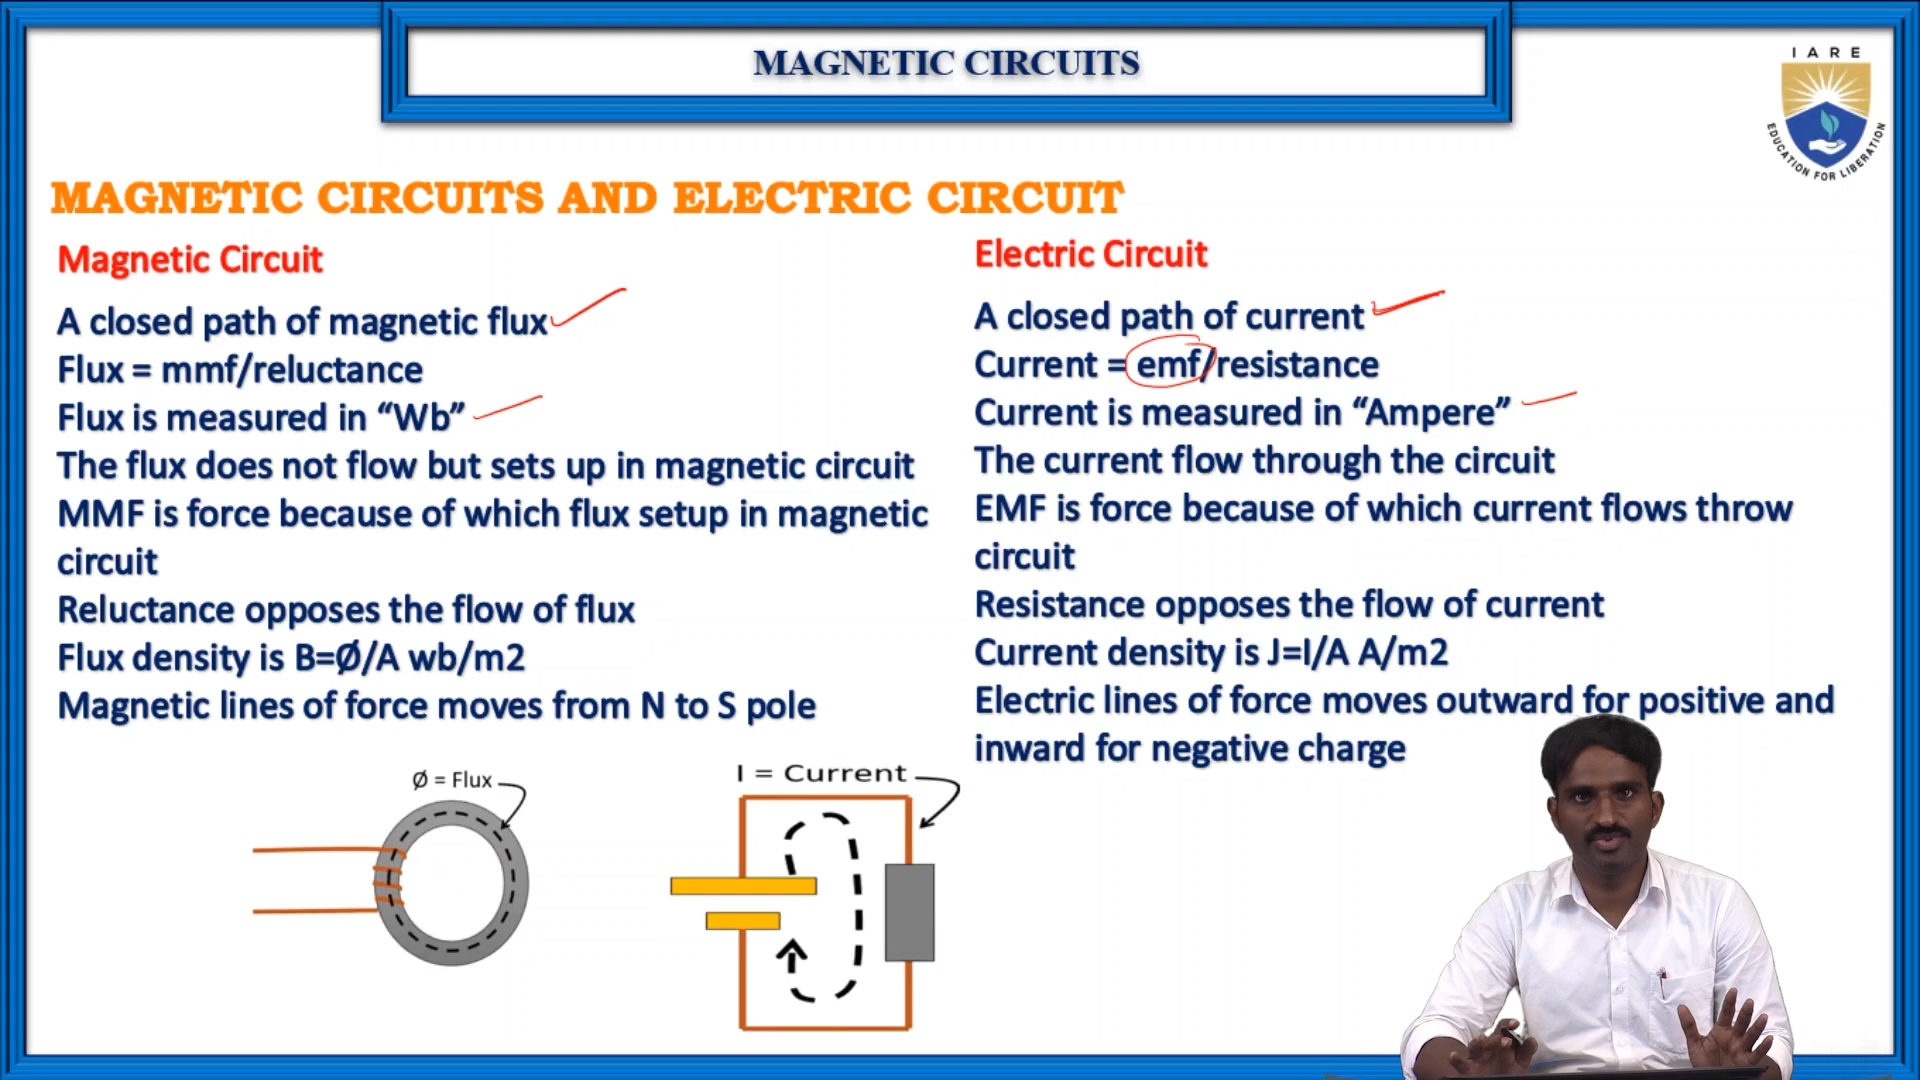 MAGNETIC CIRCUITS
I A R E
EDUCATION FOR LIBERATION
MAGNETIC CIRCUITS AND ELECTRIC CIRCUIT
Magnetic Circuit
A closed path of magnetic flux
Flux = mmf/reluctance
Flux is measured in “Wb”
The flux does not flow but sets up in magnetic circuit
MMF is force because of which flux setup in magnetic
circuit
Reluctance opposes the flow of flux
Flux density is B=Ø/A wb/m2
Magnetic lines of force moves from N to S pole
Electric Circuit
A closed path of current
Current = emf/resistance
Current is measured in “Ampere”
The current flow through the circuit
EMF is force because of which current flows throw
circuit
Resistance opposes the flow of current
Current density is J=I/A A/m2
Electric lines of force moves outward for positive and
inward for negative charge
Ø = Flux
I = Current